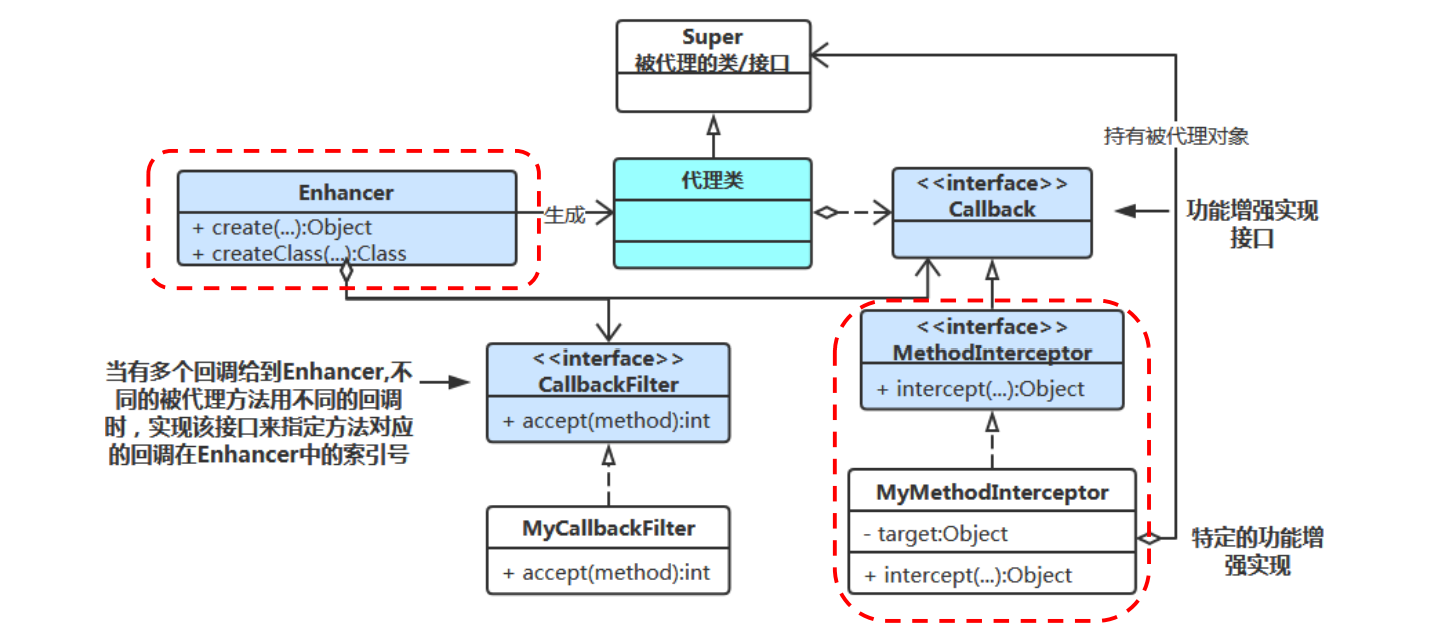 Super
被代理的类/接口
持有被代理对象
Enhancer
+ create(...):Object
+ createClass(...):Class
生成
代理类
<<interface>>
Callback
功能增强实现
接口
<<interface>>
MethodInterceptor
+ intercept(...):Object
当有多个回调给到Enhancer,不
同的被代理方法用不同的回调
时，实现该接口来指定方法对应
的回调在Enhancer中的索引号
<<interface>>
CallbackFilter
+ accept(method):int
MyCallbackFilter
+ accept(method):int
MyMethodInterceptor
- target:Object
+ intercept(...):Object
特定的功能增
强实现